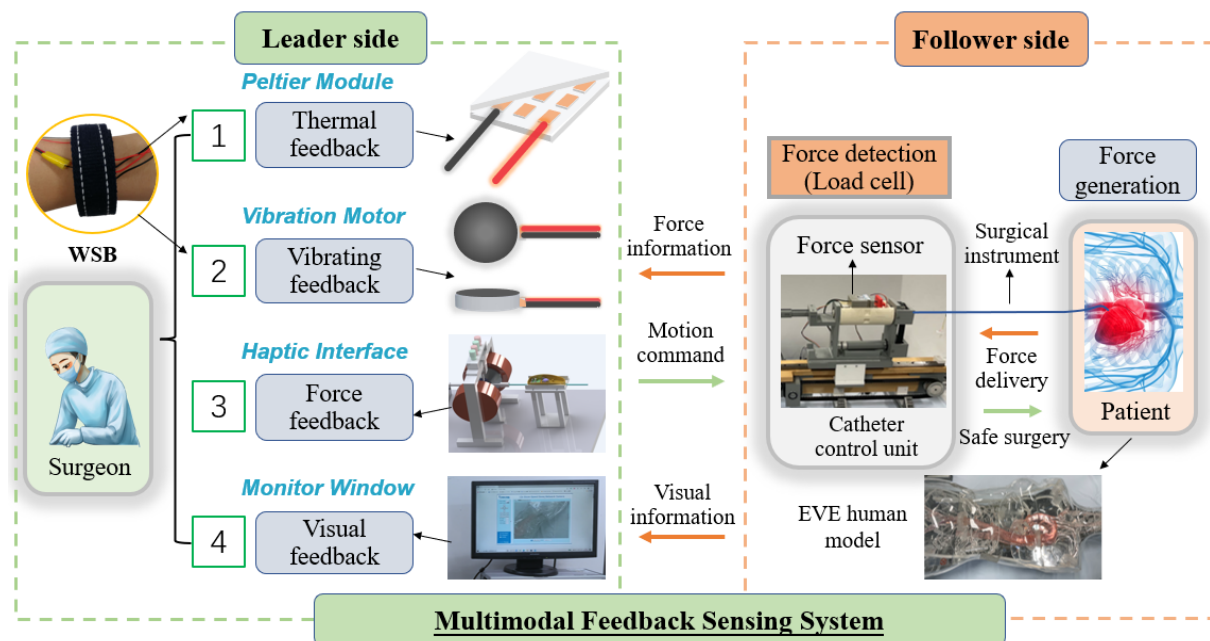 Leader side
Follower side
Peltier Module
1
Thermal
feedback
WSB
Vibration Motor
2
Vibrating
feedback
Haptic Interface
3
Force
feedback
Surgeon
Monitor Window
4
Visual
feedback
Force
information
Motion
command
Visual
information
Force detection
(Load cell)
Force
generation
Force sensor
Surgical
instrument
Force
delivery
Safe surgery
Catheter
control unit
Patient
EVE human
model
Multimodal Feedback Sensing System